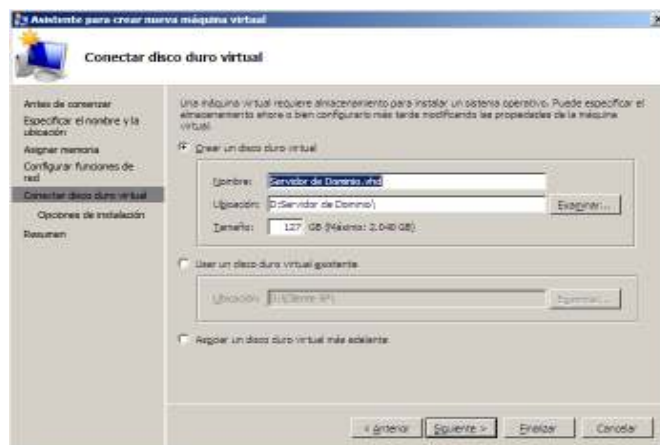 Asistente para crear nueva máquina virtual
Conectar disco duro virtual
Antes de comenzar
Especificar el nombre y la
ubicación
Asignar memoria
Configurar funciones de
red
Conectar disco duro virtual
Opciones de instalación
Resumen
Una máquina virtual requiere almacenamiento para instalar un sistema operativo. Puede especificar el
almacenamiento ahora o bien configurarlo más tarde modificando las propiedades de la máquina
virtual.
Crear un disco duro virtual
Nombre: Servidor de Dominio.vhd
Ubicación: D:\Servidor de Dominio\ Examinar...
Tamaño: 127 GB (Máximo: 2.040 GB)
Usar un disco duro virtual existente
Ubicación: Examinar...
Asignar un disco duro virtual más adelante
< Anterior Siguiente > Finalizar Cancelar